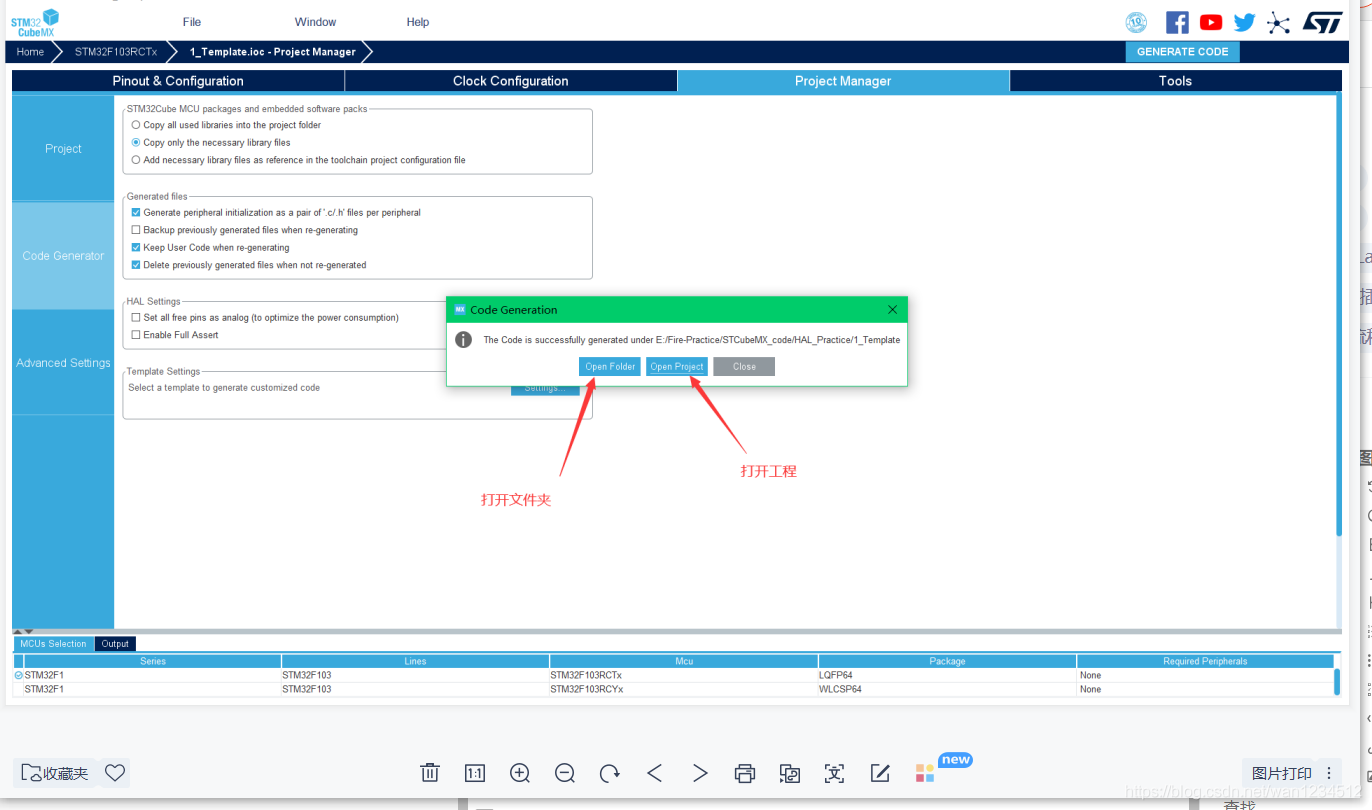 STM32
CubeMX
File
Window
Help
10
Home
STM32F103RCTx
1_Template.ioc - Project Manager
GENERATE CODE
Pinout & Configuration
Clock Configuration
Project Manager
Tools
Project
Code Generator
Advanced Settings
STM32Cube MCU packages and embedded software packs
Copy all used libraries into the project folder
Copy only the necessary library files
Add necessary library files as reference in the toolchain project configuration file
Generated files
Generate peripheral initialization as a pair of '.c/.h' files per peripheral
Backup previously generated files when re-generating
Keep User Code when re-generating
Delete previously generated files when not re-generated
HAL Settings
Set all free pins as analog (to optimize the power consumption)
Enable Full Assert
Template Settings
Select a template to generate customized code
Settings...
MX Code Generation
The Code is successfully generated under E:/Fire-Practice/STCubeMX_code/HAL_Practice/1_Template
Open Folder
Open Project
Close
打开工程
打开文件夹
MCUs Selection
Output
Series Lines Mcu Package Required Peripherals
STM32F1 STM32F103 STM32F103RCTx LQFP64 None
STM32F1 STM32F103 STM32F103RCYx WLCSP64 None
收藏夹
1:1
new
图片打印
https://blog.csdn.net/wan1234512
查找